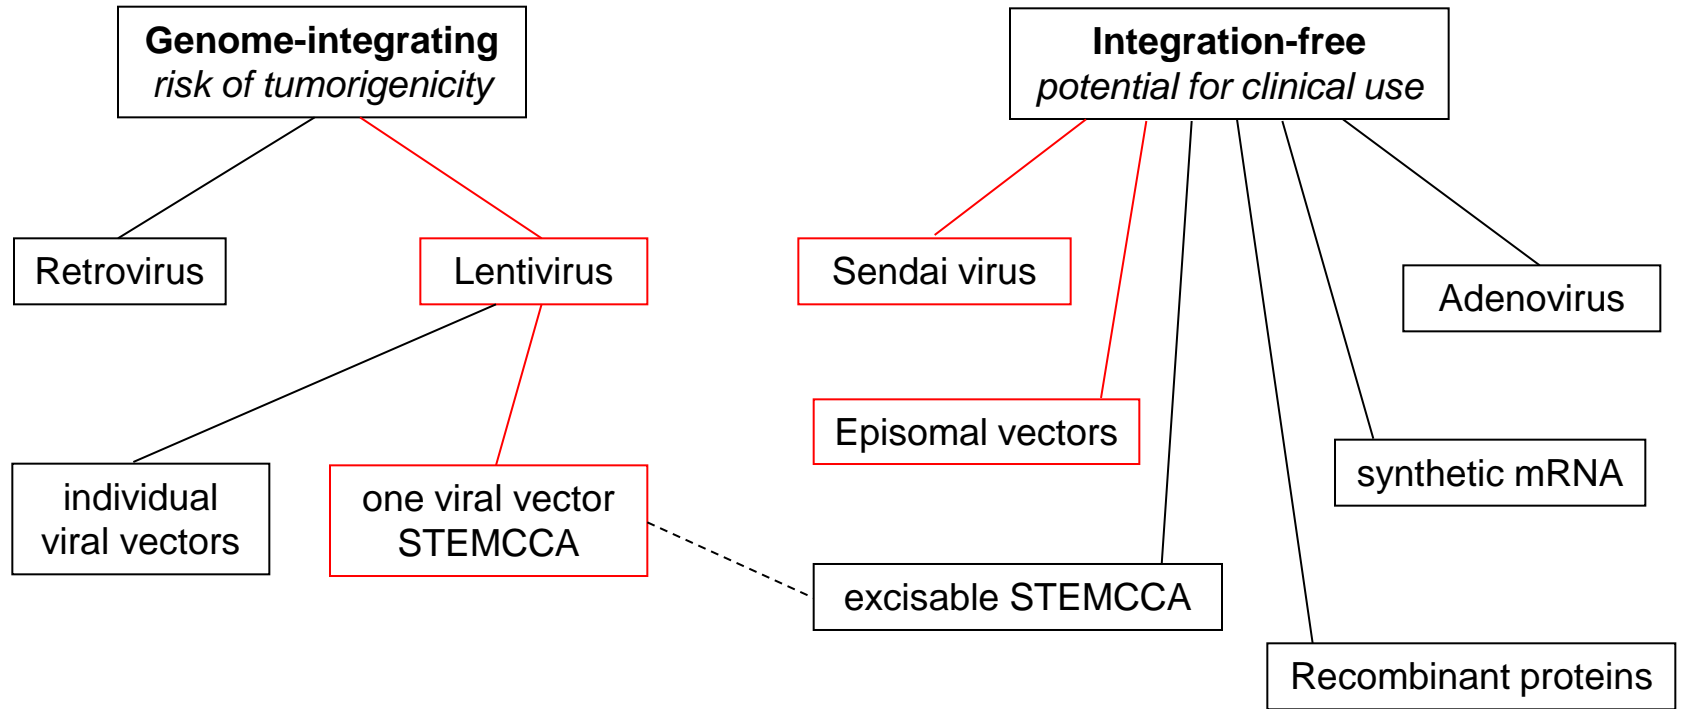 Genome-integrating
risk of tumorigenicity
Integration-free
potential for clinical use
Retrovirus
Lentivirus
Sendai virus
Adenovirus
Episomal vectors
synthetic mRNA
individual
viral vectors
one viral vector
STEMCCA
excisable STEMCCA
Recombinant proteins